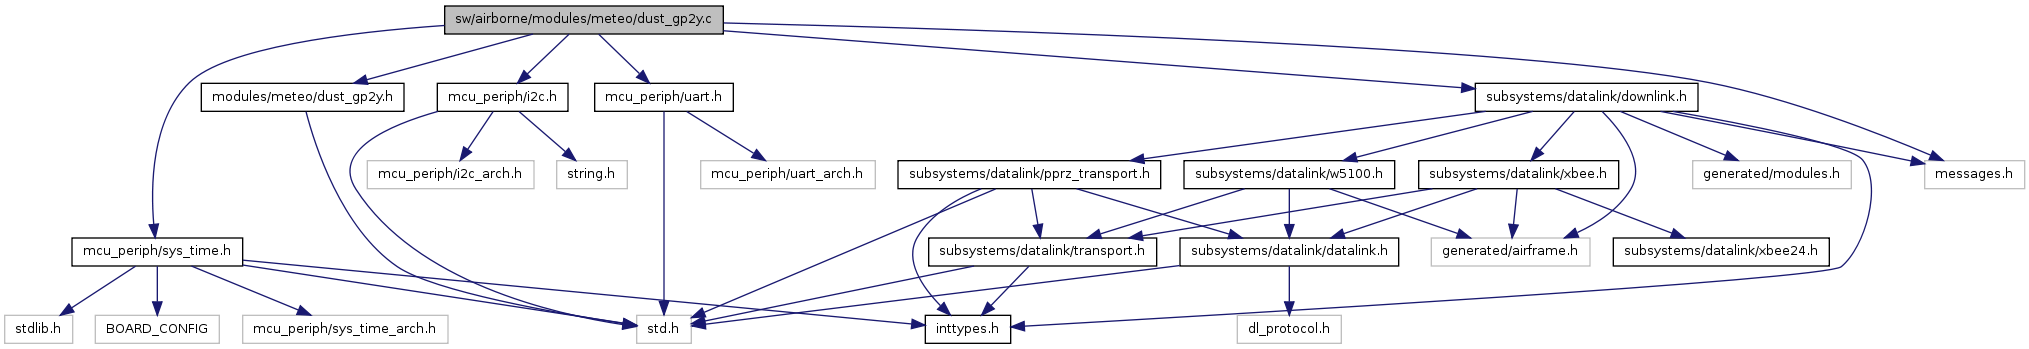 sw/airborne/modules/meteo/dust_gp2y.c
modules/meteo/dust_gp2y.h
mcu_periph/i2c.h
mcu_periph/uart.h
subsystems/datalink/downlink.h
mcu_periph/i2c_arch.h
string.h
mcu_periph/uart_arch.h
subsystems/datalink/pprz_transport.h
subsystems/datalink/w5100.h
subsystems/datalink/xbee.h
generated/modules.h
messages.h
mcu_periph/sys_time.h
subsystems/datalink/transport.h
subsystems/datalink/datalink.h
generated/airframe.h
subsystems/datalink/xbee24.h
stdlib.h
BOARD_CONFIG
mcu_periph/sys_time_arch.h
std.h
inttypes.h
dl_protocol.h